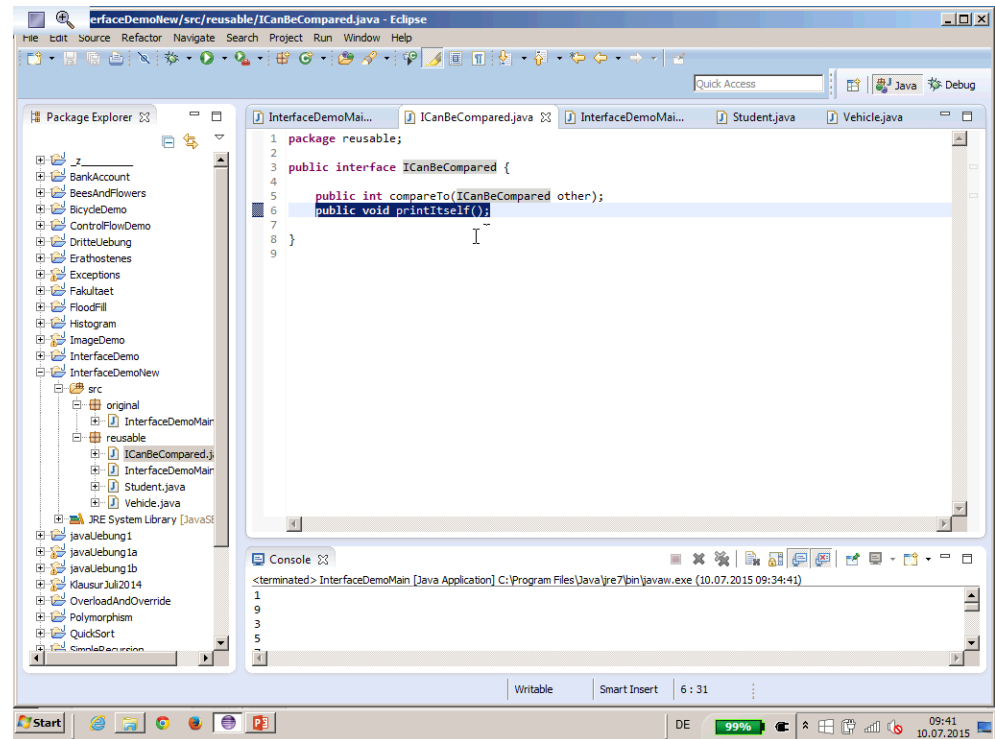 erfaceDemoNew/src/reusable/ICanBeCompared.java - Eclipse
File Edit Source Refactor Navigate Search Project Run Window Help
Quick Access
Java
Debug
Package Explorer
_z_________
BankAccount
BeesAndFlowers
BicycleDemo
ControlFlowDemo
DritteUebung
Erathostenes
Exceptions
Fakultaet
FloodFill
Histogram
ImageDemo
InterfaceDemo
InterfaceDemoNew
src
original
InterfaceDemoMain
reusable
ICanBeCompared.ja
InterfaceDemoMain
Student.java
Vehicle.java
JRE System Library [JavaSE
javaUebung1
javaUebung1a
javaUebung1b
KlausurJuli2014
OverloadAndOverride
Polymorphism
QuickSort
SimpleRecursion
InterfaceDemoMai... ICanBeCompared.java InterfaceDemoMai... Student.java Vehicle.java
1 package reusable;
2
3 public interface ICanBeCompared {
4
5 public int compareTo(ICanBeCompared other);
6 public void printItself();
7
8 }
9
Console
<terminated> InterfaceDemoMain [Java Application] C:\Program Files\Java\jre7\bin\javaw.exe (10.07.2015 09:34:41)
1
9
3
5
Writable Smart Insert 6 : 31
Start
DE 99% 09:41
10.07.2015